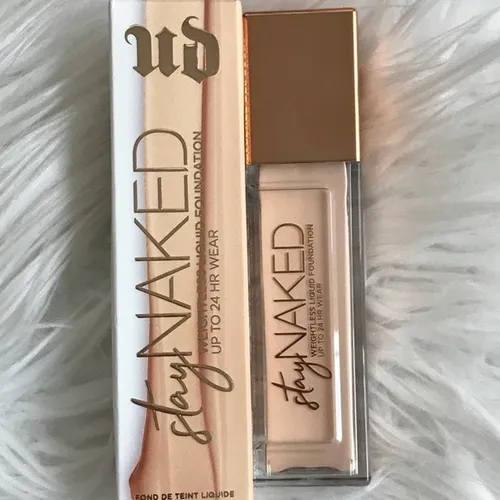 ud
stay NAKED
WEIGHTLESS LIQUID FOUNDATION
UP TO 24 HR WEAR
FOND DE TEINT LIQUIDE
stay NAKED
WEIGHTLESS LIQUID FOUNDATION
UP TO 24 HR WEAR